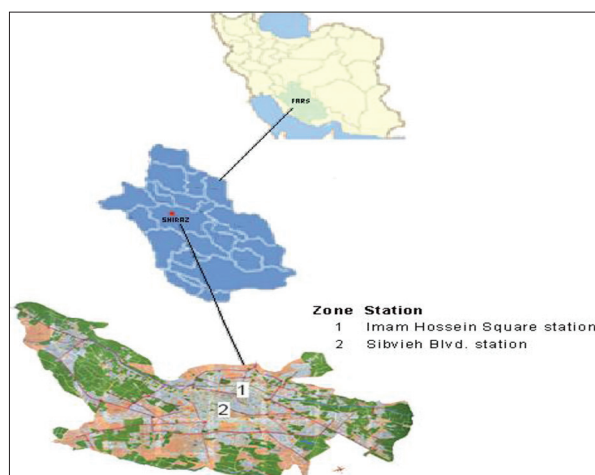 FARS
SHIRAZ
Zone Station
1 Imam Hossein Square station
2 Sibvieh Blvd. station
1
2